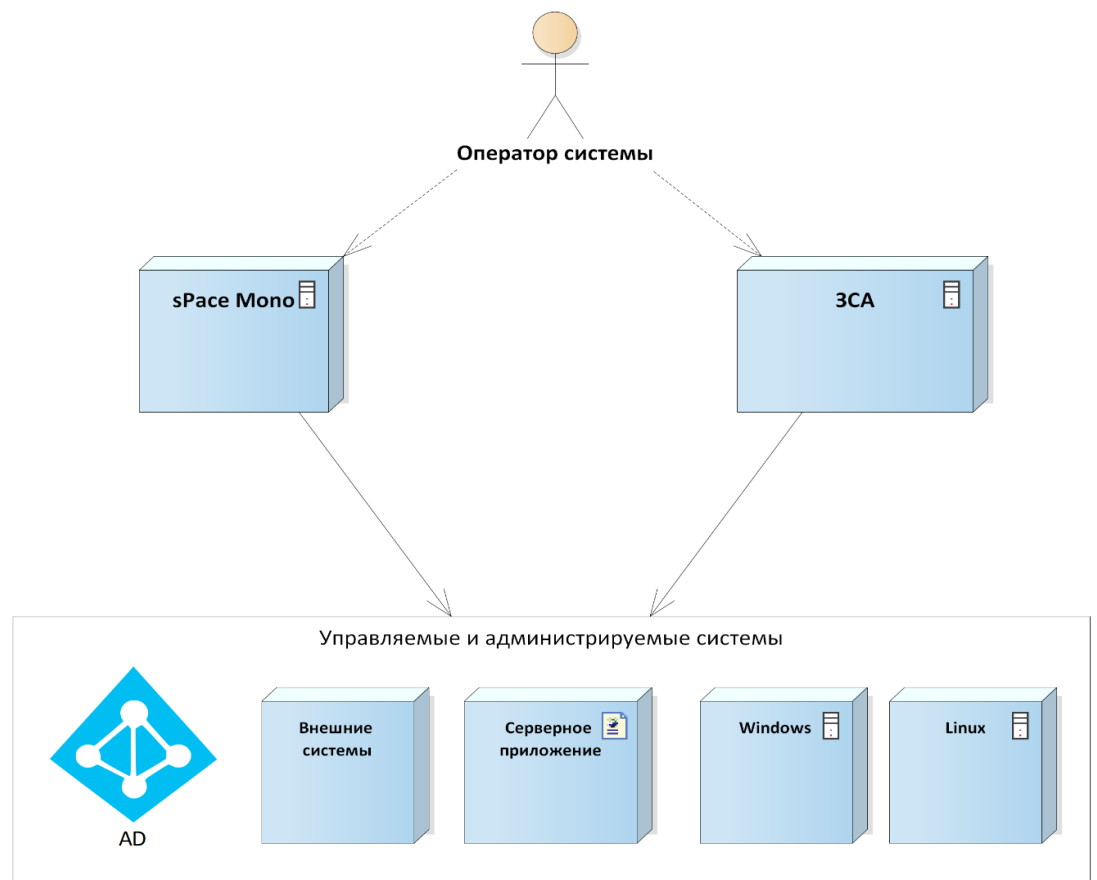 Оператор системы
sPace Mono
ЗСА
Управляемые и администрируемые системы
Внешние
системы
Серверное
приложение
Windows
Linux
AD